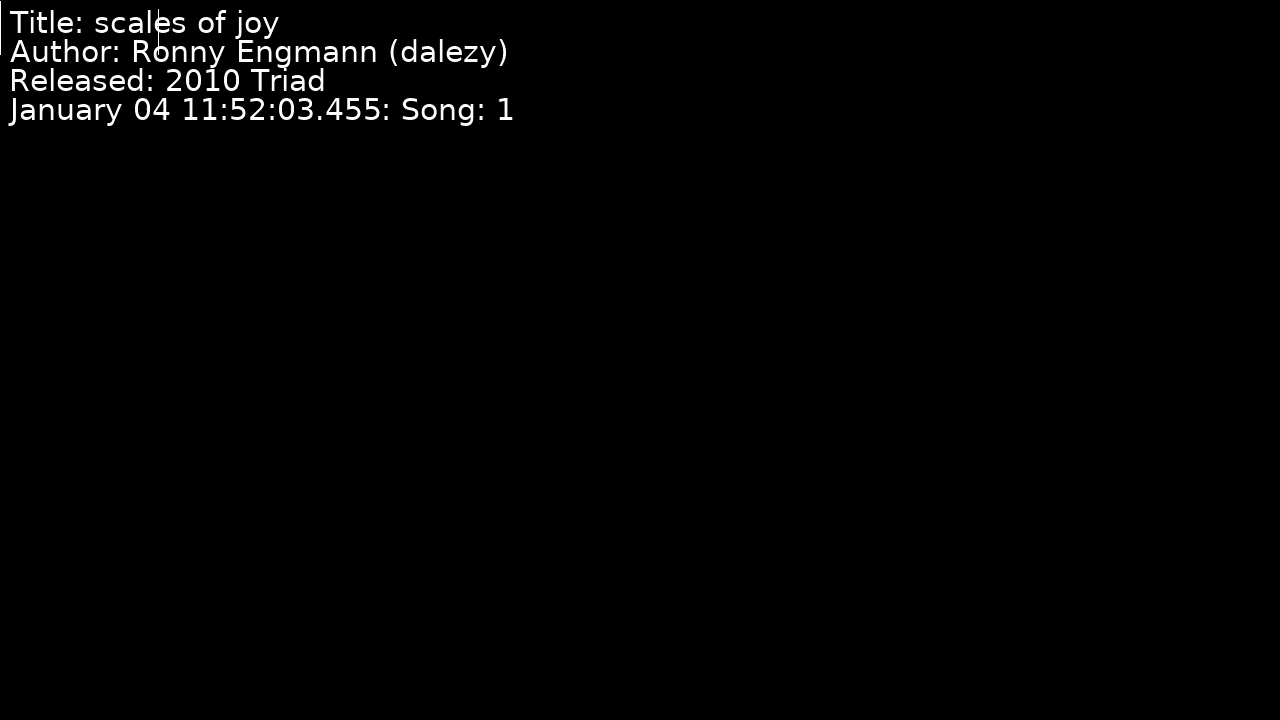 Title: scales of joy
Author: Ronny Engmann (dalezy)
Released: 2010 Triad
January 04 11:52:03.455: Song: 1